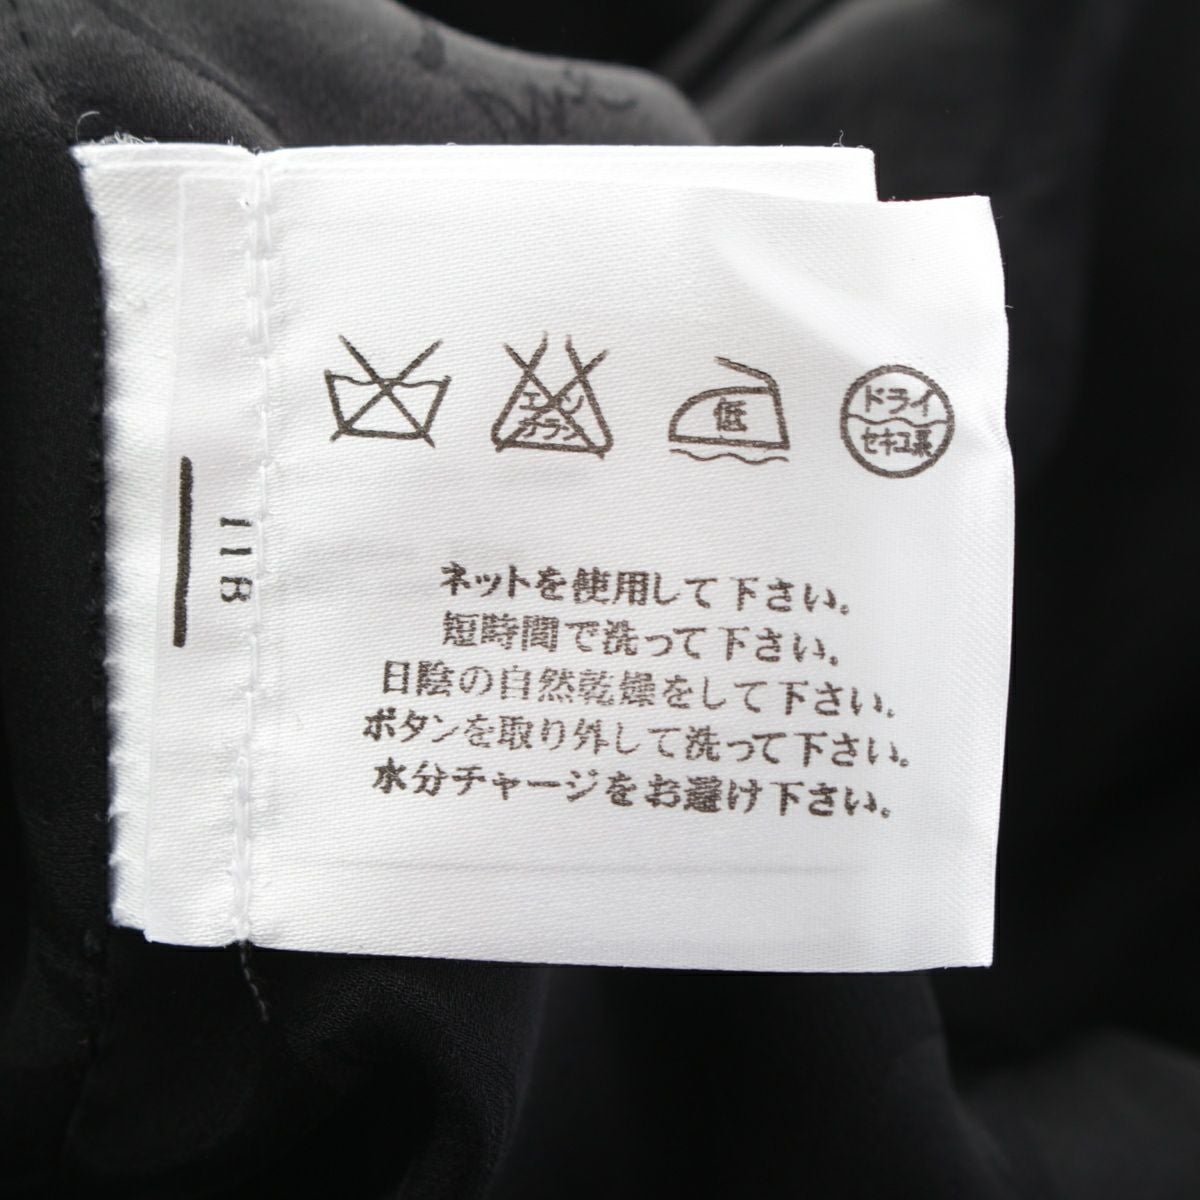 エンソ
サラシ
低
ドライ
セキユ系
11B
ネットを使用して下さい。
短時間で洗って下さい。
日陰の自然乾燥をして下さい。
ボタンを取り外して洗って下さい。
水分チャージをお避け下さい。